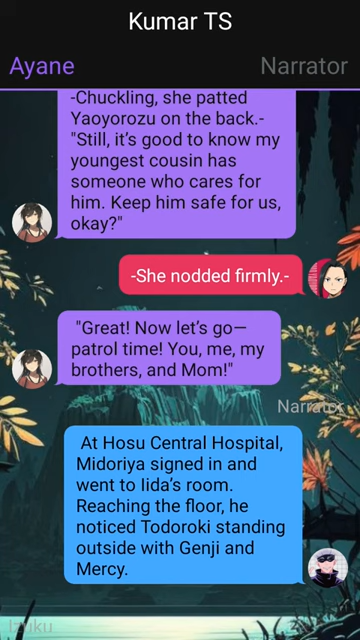 Kumar TS
Ayane
Narrator
-Chuckling, she patted
Yaoyorozu on the back.-
"Still, it's good to know my
youngest cousin has
someone who cares for
him. Keep him safe for us,
okay?"
-She nodded firmly.-
"Great! Now let's go—
patrol time! You, me, my
brothers, and Mom!"
Narrator
At Hosu Central Hospital,
Midoriya signed in and
went to Iida's room.
Reaching the floor, he
noticed Todoroki standing
outside with Genji and
Mercy.
Izuku